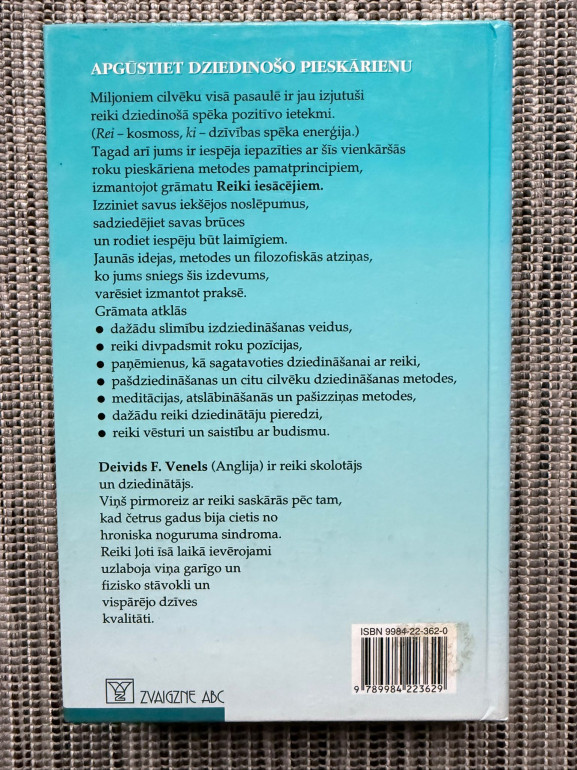 APGŪSTIET DZIEDINOŠO PIESKĀRIENU
Miljoniem cilvēku visā pasaulē ir jau izjutuši
reiki dziedinošā spēka pozitīvo ietekmi.
(Rei – kosmoss, ki – dzīvības spēka enerģija.)
Tagad arī jums ir iespēja iepazīties ar šīs vienkāršās
roku pieskāriena metodes pamatprincipiem,
izmantojot grāmatu Reiki iesācējiem.
Izziniet savus iekšējos noslēpumus,
sadziedējiet savas brūces
un rodiet iespēju būt laimīgiem.
Jaunās idejas, metodes un filozofiskās atziņas,
ko jums sniegs šis izdevums,
varēsiet izmantot praksē.
Grāmata atklās
● dažādu slimību izdziedināšanas veidus,
● reiki divpadsmit roku pozīcijas,
● paņēmienus, kā sagatavoties dziedināšanai ar reiki,
● pašdziedināšanas un citu cilvēku dziedināšanas metodes,
● meditācijas, atslābināšanās un pašizziņas metodes,
● dažādu reiki dziedinātāju pieredzi,
● reiki vēsturi un saistību ar budismu.
Deivids F. Venels (Anglija) ir reiki skolotājs
un dziedinātājs.
Viņš pirmoreiz ar reiki saskārās pēc tam,
kad četrus gadus bija cietis no
hroniska noguruma sindroma.
Reiki ļoti īsā laikā ievērojami
uzlaboja viņa garīgo un
fizisko stāvokli un
vispārējo dzīves
kvalitāti.
ISBN 9984-22-362-0
9 789984 223629
ZVAIGZNE ABC